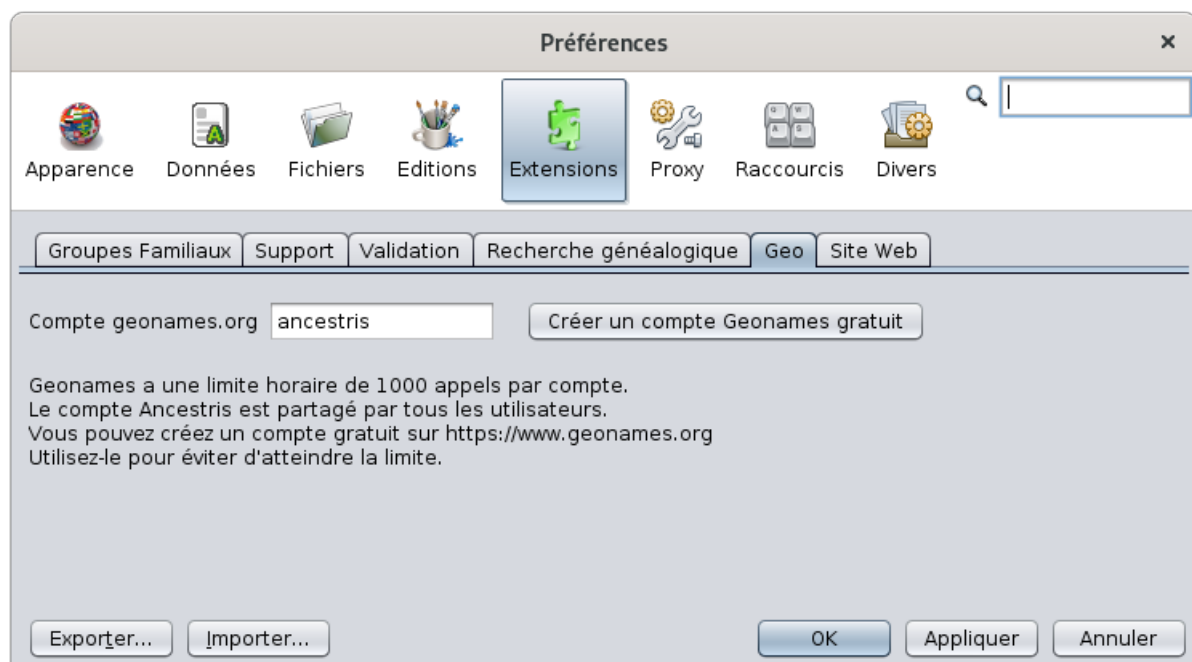 Préférences
Apparence Données Fichiers Editions Extensions Proxy Raccourcis Divers
Groupes Familiaux Support Validation Recherche généalogique Geo Site Web
Compte geonames.org ancestris Créer un compte Geonames gratuit
Geonames a une limite horaire de 1000 appels par compte.
Le compte Ancestris est partagé par tous les utilisateurs.
Vous pouvez créez un compte gratuit sur https://www.geonames.org
Utilisez-le pour éviter d'atteindre la limite.
Exporter... Importer... OK Appliquer Annuler